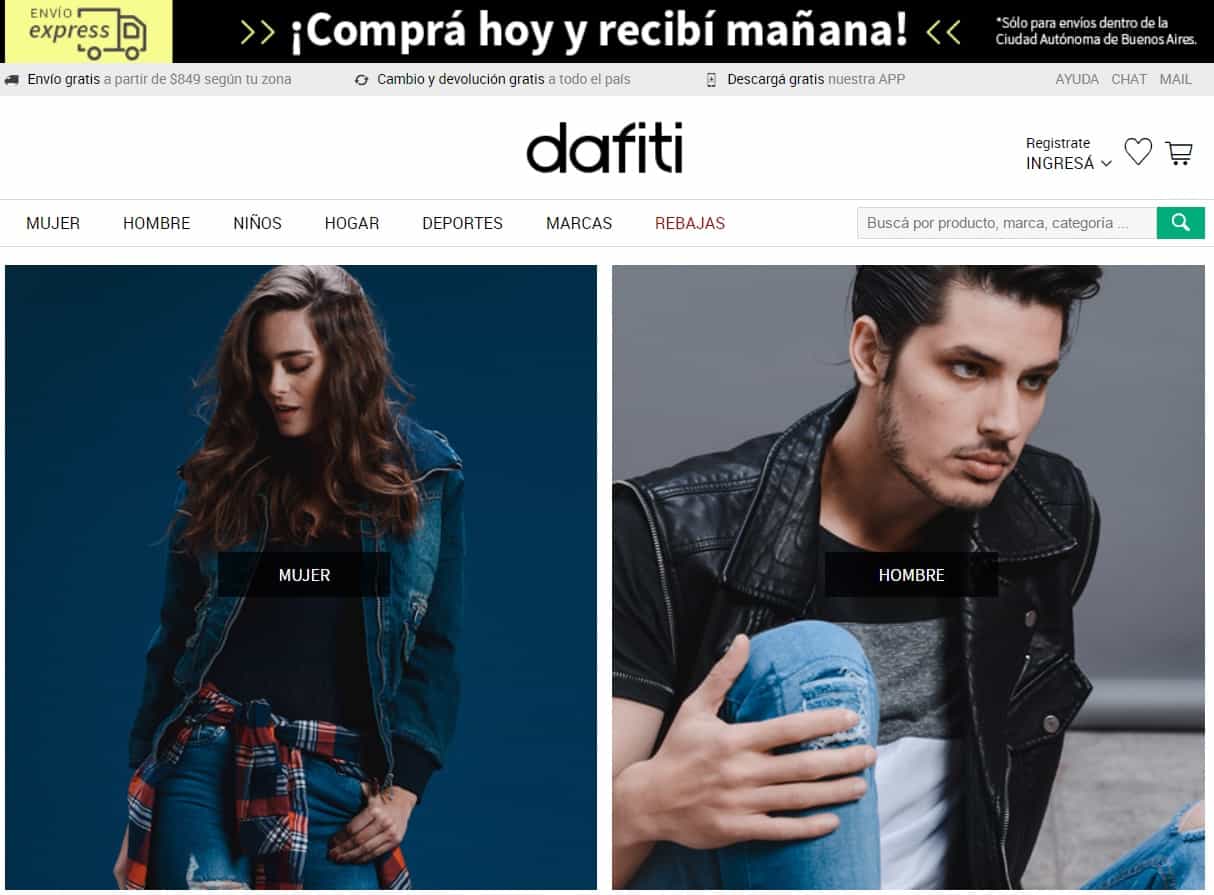 ENVÍO
express
>> ¡Comprá hoy y recibí mañana! <<
*Sólo para envíos dentro de la
Ciudad Autónoma de Buenos Aires.
Envío gratis a partir de $849 según tu zona
Cambio y devolución gratis a todo el país
Descargá gratis nuestra APP
AYUDA CHAT MAIL
dafiti
Registrate
INGRESÁ
MUJER HOMBRE NIÑOS HOGAR DEPORTES MARCAS REBAJAS
Buscá por producto, marca, categoría ...
MUJER
HOMBRE